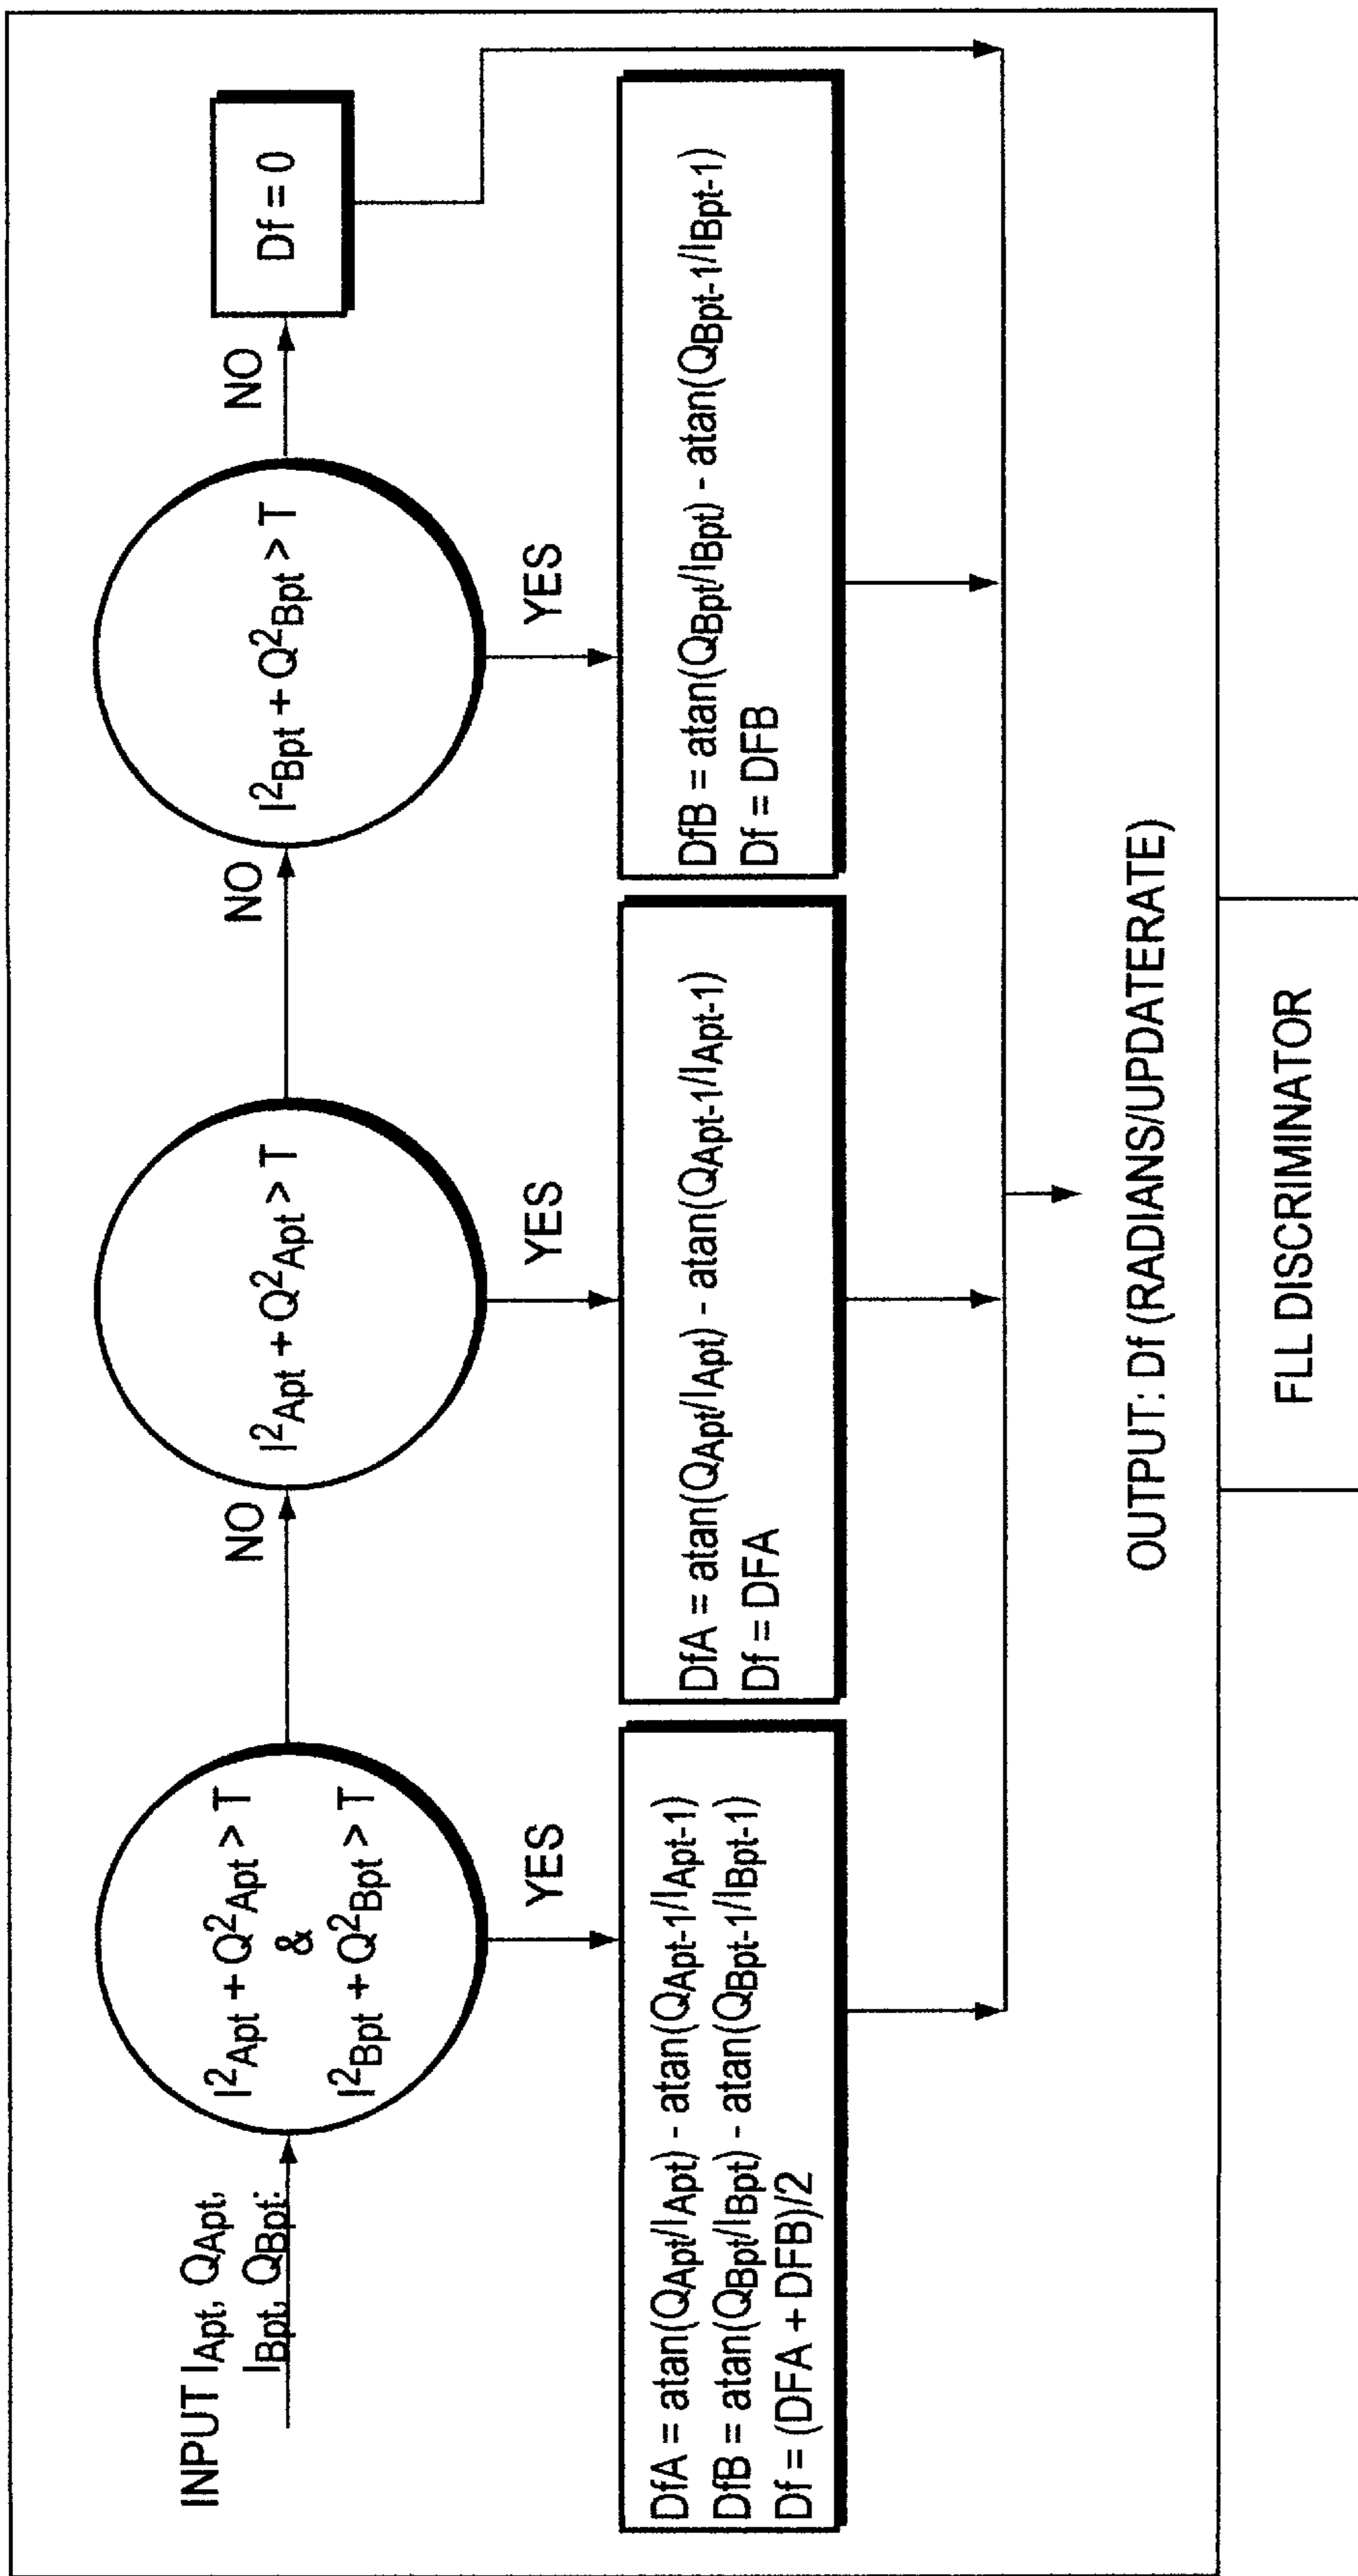 INPUT I_Apt, Q_Apt,
I_Bpt, Q_Bpt:
I²_Apt + Q²_Apt > T
&
I²_Bpt + Q²_Bpt > T
NO
YES
I²_Apt + Q²_Apt > T
NO
YES
I²_Bpt + Q²_Bpt > T
NO
YES
Df = 0
DfA = atan(Q_Apt/I_Apt) - atan(Q_Apt-1/I_Apt-1)
DfB = atan(Q_Bpt/I_Bpt) - atan(Q_Bpt-1/I_Bpt-1)
Df = (DFA + DFB)/2
DfA = atan(Q_Apt/I_Apt) - atan(Q_Apt-1/I_Apt-1)
Df = DFA
DfB = atan(Q_Bpt/I_Bpt) - atan(Q_Bpt-1/I_Bpt-1)
Df = DFB
OUTPUT: Df (RADIANS/UPDATERATE)
FLL DISCRIMINATOR